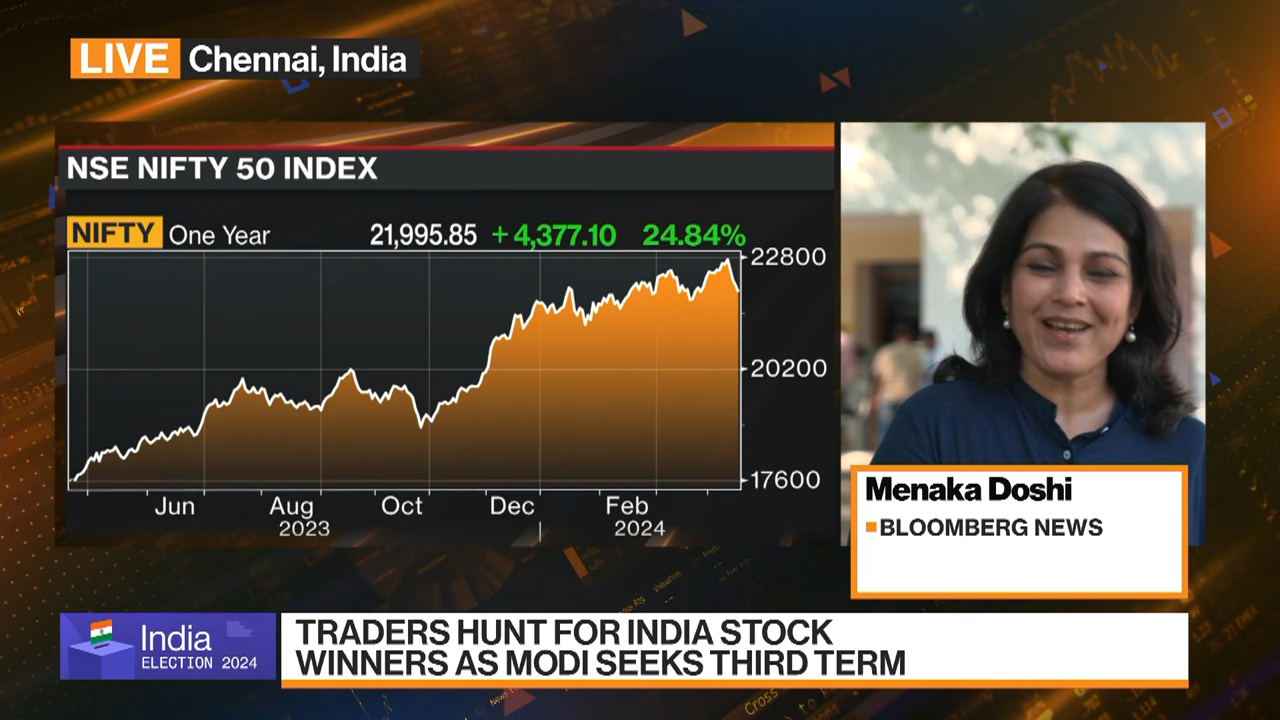 LIVE Chennai, India
NSE NIFTY 50 INDEX
NIFTY One Year 21,995.85 +4,377.10 24.84%
22800
20200
17600
Jun Aug Oct Dec Feb
2023 2024
Menaka Doshi
BLOOMBERG NEWS
India
ELECTION 2024
TRADERS HUNT FOR INDIA STOCK
WINNERS AS MODI SEEKS THIRD TERM